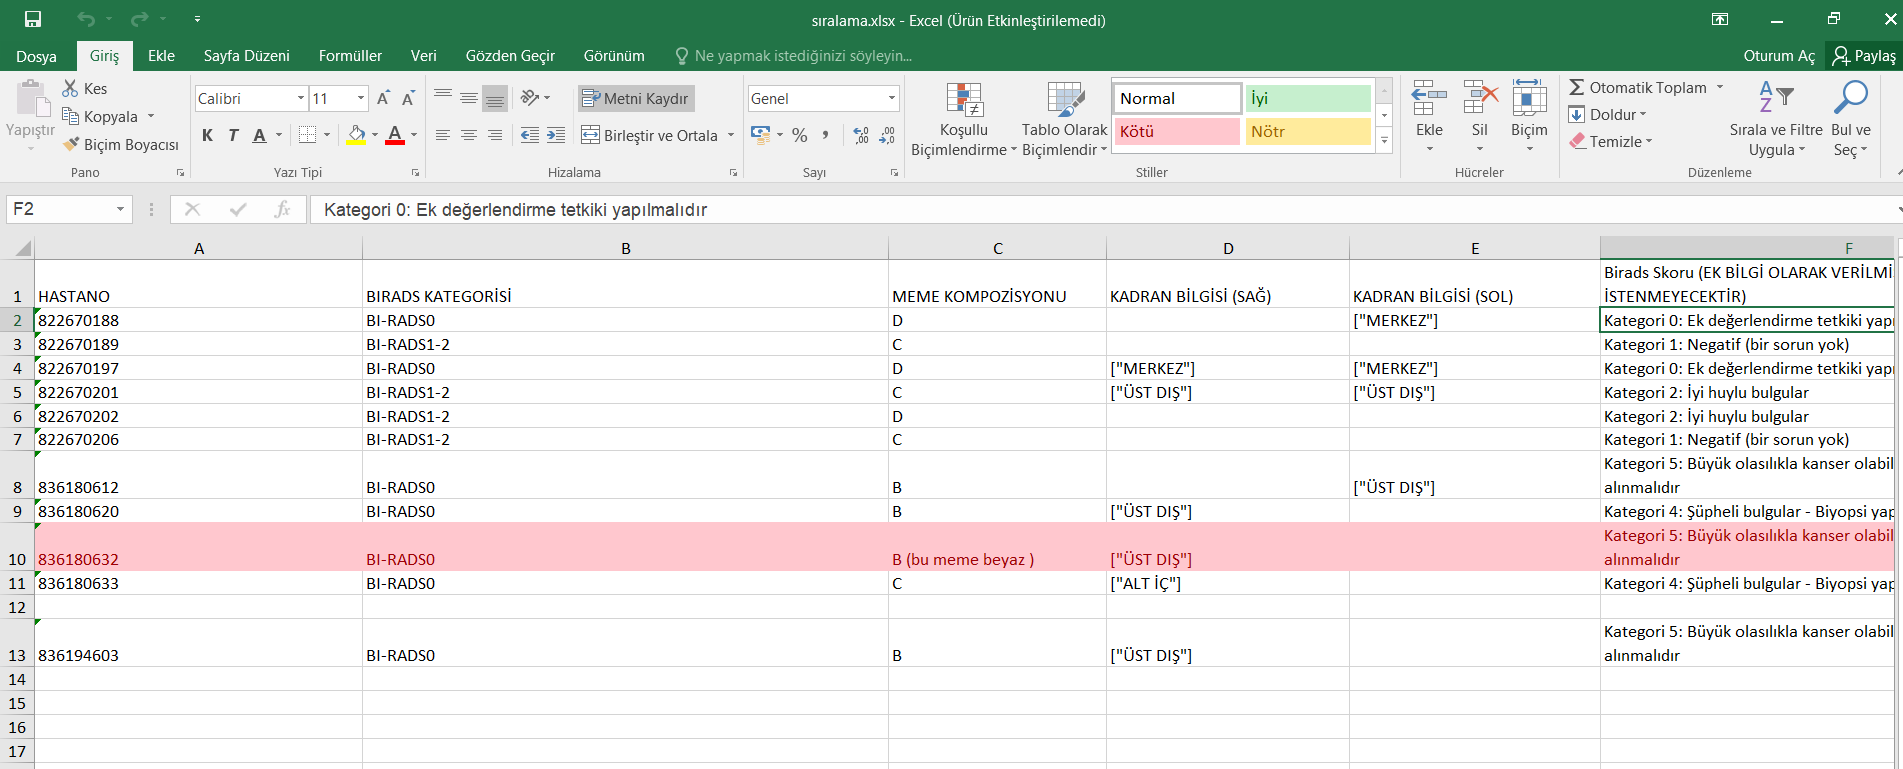 sıralama.xlsx - Excel (Ürün Etkinleştirilemedi)
Dosya Giriş Ekle Sayfa Düzeni Formüller Veri Gözden Geçir Görünüm Ne yapmak istediğinizi söyleyin... Oturum Aç Paylaş
Yapıştır
Kes
Kopyala
Biçim Boyacısı
Pano
Calibri 11
K T A
A
Yazı Tipi
Metni Kaydır
Birleştir ve Ortala
Hizalama
Genel
%
Sayı
Koşullu
Biçimlendirme
Tablo Olarak
Biçimlendir
Normal İyi
Kötü Nötr
Stiller
Ekle Sil Biçim
Hücreler
Otomatik Toplam
Doldur
Temizle
Sırala ve Filtre
Uygula
Bul ve
Seç
Düzenleme
F2 fx Kategori 0: Ek değerlendirme tetkiki yapılmalıdır
A B C D E F
Birads Skoru (EK BİLGİ OLARAK VERİLMİ
1 HASTANO BIRADS KATEGORİSİ MEME KOMPOZİSYONU KADRAN BİLGİSİ (SAĞ) KADRAN BİLGİSİ (SOL) İSTENMEYECEKTİR)
2 822670188 BI-RADS0 D ["MERKEZ"] Kategori 0: Ek değerlendirme tetkiki yapı
3 822670189 BI-RADS1-2 C Kategori 1: Negatif (bir sorun yok)
4 822670197 BI-RADS0 D ["MERKEZ"] ["MERKEZ"] Kategori 0: Ek değerlendirme tetkiki yapı
5 822670201 BI-RADS1-2 C ["ÜST DIŞ"] ["ÜST DIŞ"] Kategori 2: İyi huylu bulgular
6 822670202 BI-RADS1-2 D Kategori 2: İyi huylu bulgular
7 822670206 BI-RADS1-2 C Kategori 1: Negatif (bir sorun yok)
Kategori 5: Büyük olasılıkla kanser olabil
8 836180612 BI-RADS0 B ["ÜST DIŞ"] alınmalıdır
9 836180620 BI-RADS0 B ["ÜST DIŞ"] Kategori 4: Şüpheli bulgular - Biyopsi yap
Kategori 5: Büyük olasılıkla kanser olabil
10 836180632 BI-RADS0 B (bu meme beyaz ) ["ÜST DIŞ"] alınmalıdır
11 836180633 BI-RADS0 C ["ALT İÇ"] Kategori 4: Şüpheli bulgular - Biyopsi yap
12
Kategori 5: Büyük olasılıkla kanser olabil
13 836194603 BI-RADS0 B ["ÜST DIŞ"] alınmalıdır
14
15
16
17